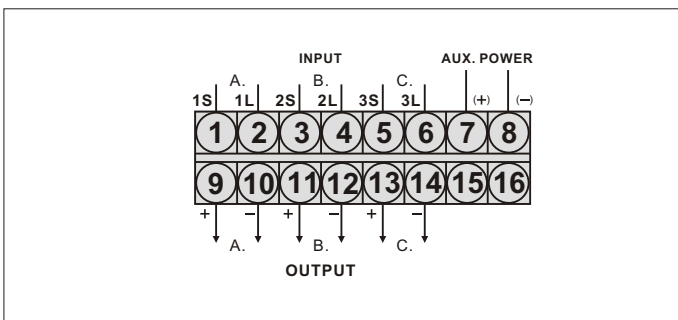 INPUT AUX. POWER
A. B. C.
1S 1L 2S 2L 3S 3L (+) (−)
1 2 3 4 5 6 7 8
9 10 11 12 13 14 15 16
+ − + − + −
A. B. C.
OUTPUT